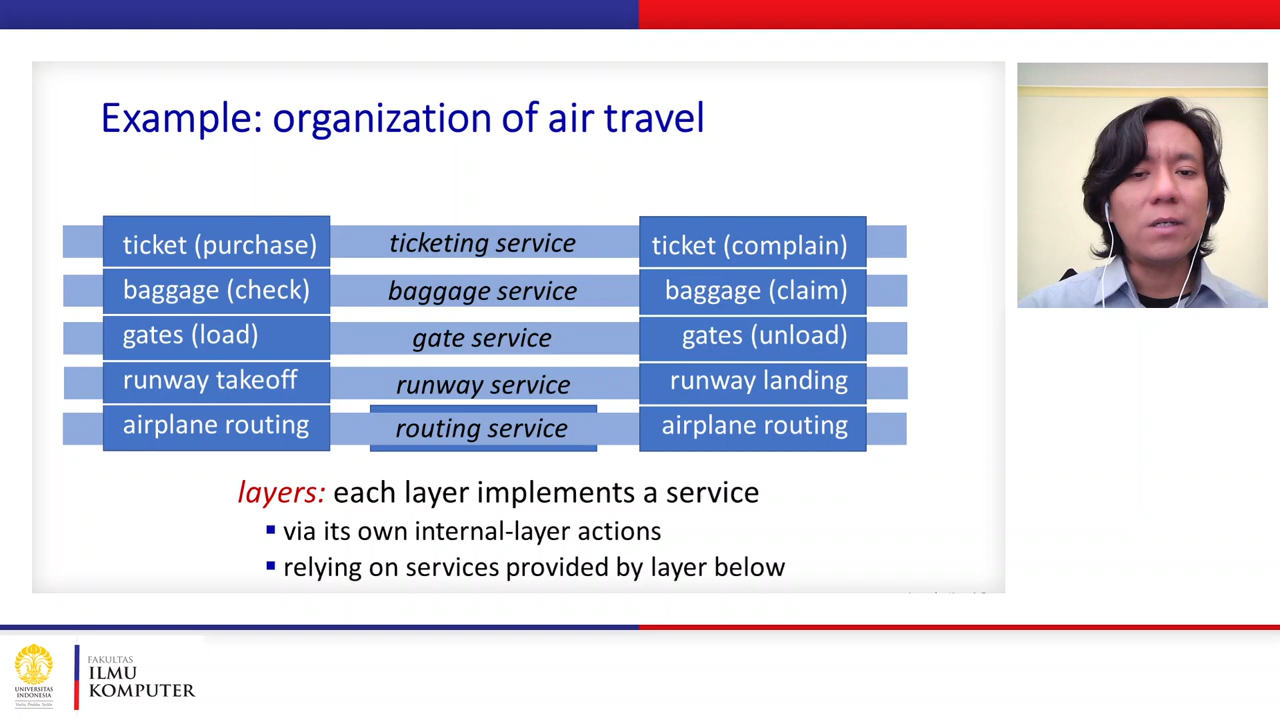 Example: organization of air travel
ticket (purchase) ticketing service ticket (complain)
baggage (check) baggage service baggage (claim)
gates (load) gate service gates (unload)
runway takeoff runway service runway landing
airplane routing routing service airplane routing
layers: each layer implements a service
▪ via its own internal-layer actions
▪ relying on services provided by layer below
UNIVERSITAS
INDONESIA
FAKULTAS
ILMU
KOMPUTER